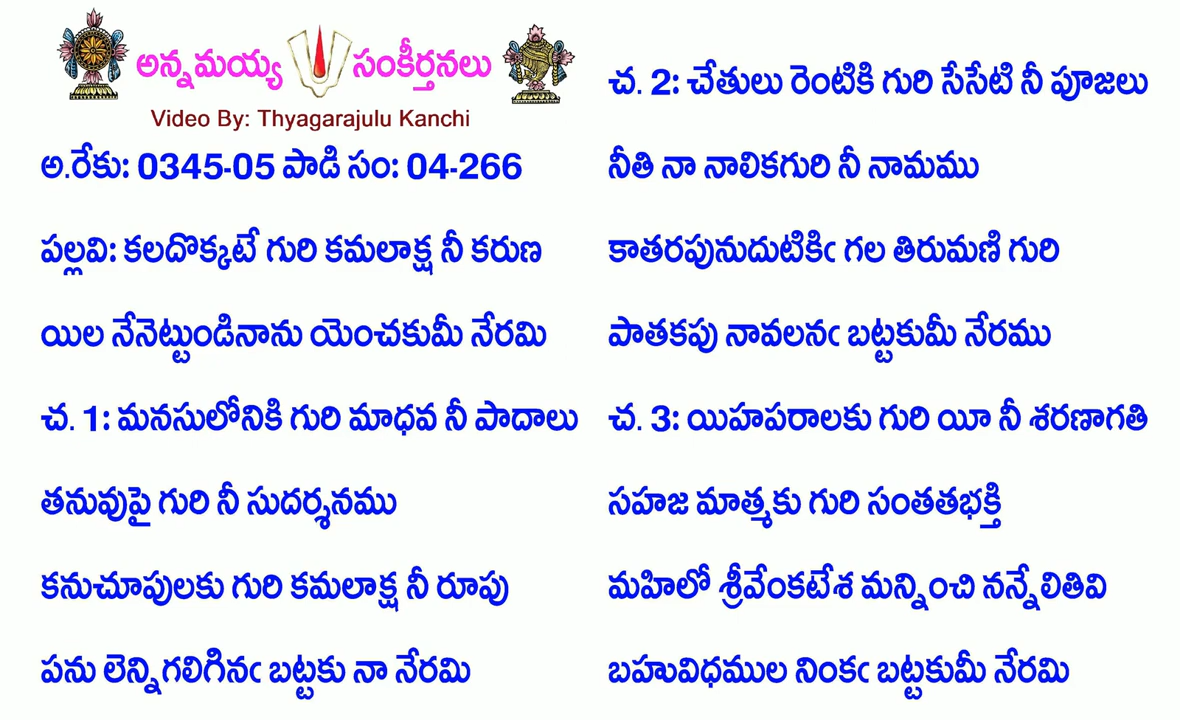 అన్నమయ్య సంకీర్తనలు
Video By: Thyagarajulu Kanchi
అ.రేకు: 0345-05 పాడి సం: 04-266
పల్లవి: కలదొక్కటే గురి కమలాక్ష నీ కరుణ
యిల నేనెట్టుండినాను యెంచకుమీ నేరమి
చ. 1: మనసులోనికి గురి మాధవ నీ పాదాలు
తనువుపై గురి నీ సుదర్శనము
కనుచూపులకు గురి కమలాక్ష నీ రూపు
పను లెన్నిగలిగినఁ బట్టకు నా నేరమి
చ. 2: చేతులు రెంటికి గురి సేసేటి నీ పూజలు
నీతి నా నాలికగురి నీ నామము
కాతరపునుదుటికిఁ గల తిరుమణి గురి
పాతకపు నావలనఁ బట్టకుమీ నేరము
చ. 3: యిహపరాలకు గురి యీ నీ శరణాగతి
సహజ మాత్మకు గురి సంతతభక్తి
మహిలో శ్రీవేంకటేశ మన్నించి నన్నేలితివి
బహువిధముల నింకఁ బట్టకుమీ నేరమి